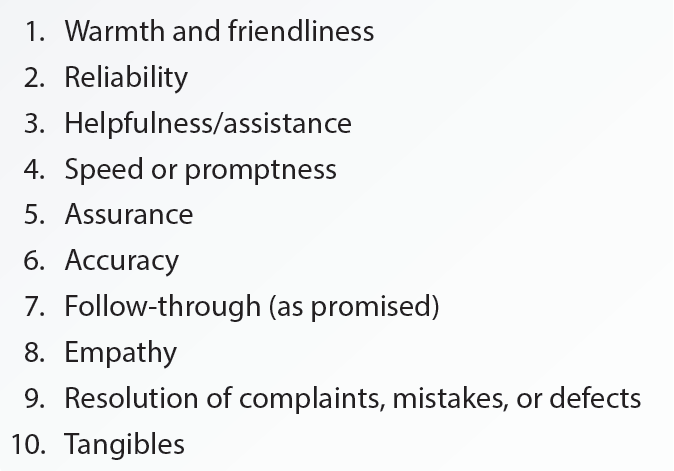 1. Warmth and friendliness
2. Reliability
3. Helpfulness/assistance
4. Speed or promptness
5. Assurance
6. Accuracy
7. Follow-through (as promised)
8. Empathy
9. Resolution of complaints, mistakes, or defects
10. Tangibles